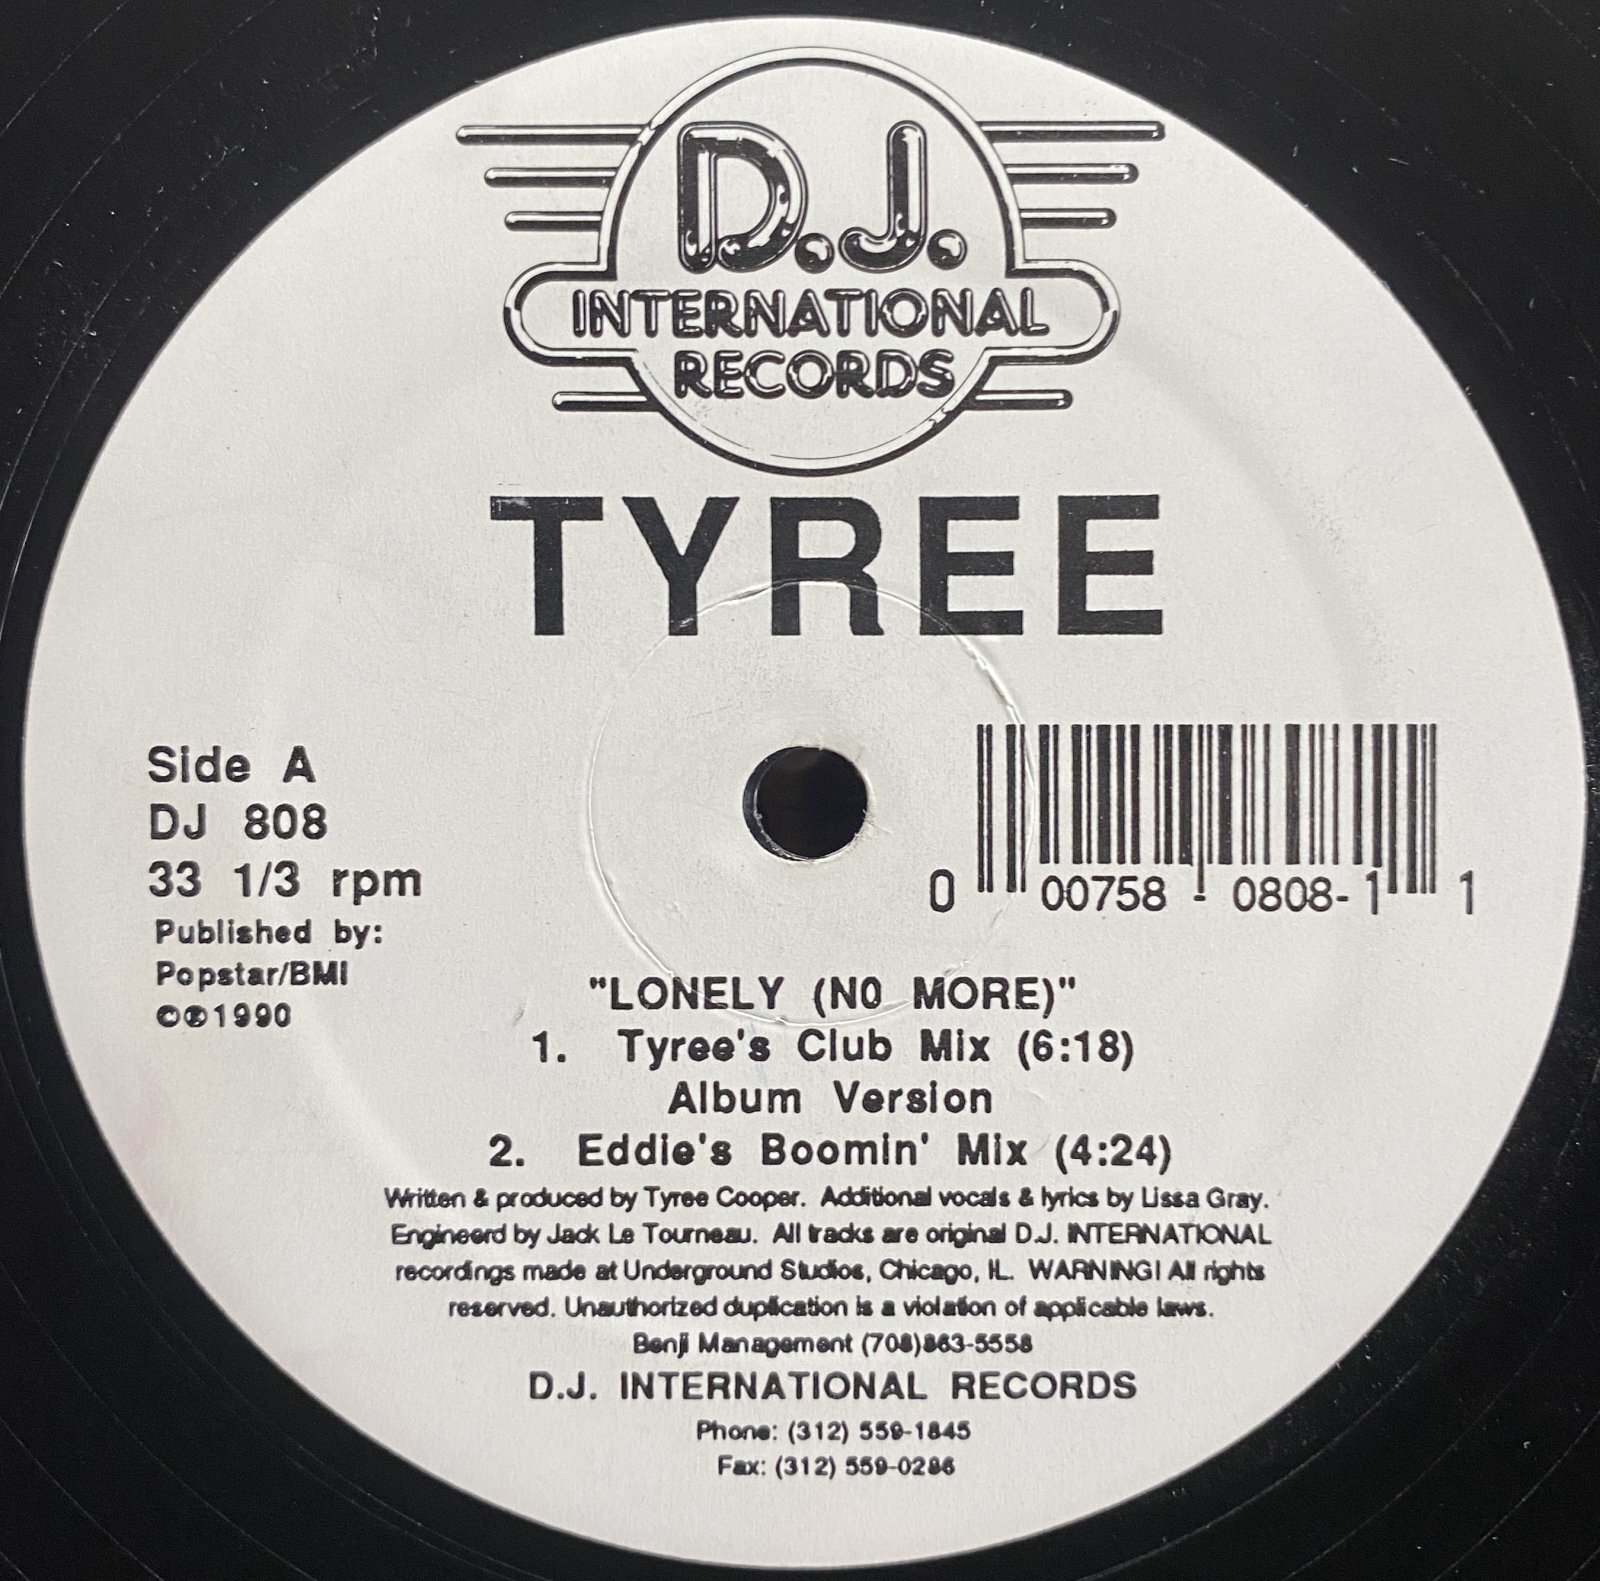 D.J.
INTERNATIONAL
RECORDS
TYREE
Side A
DJ 808
33 1/3 rpm
Published by:
Popstar/BMI
©℗1990
0 00758 - 0808-1 1
"LONELY (N0 MORE)"
1. Tyree's Club Mix (6:18)
Album Version
2. Eddie's Boomin' Mix (4:24)
Written & produced by Tyree Cooper. Additional vocals & lyrics by Lissa Gray.
Engineerd by Jack Le Tourneau. All tracks are original D.J. INTERNATIONAL
recordings made at Underground Studios, Chicago, IL. WARNING! All rights
reserved. Unauthorized duplication is a violation of applicable laws.
Benji Management (708)863-5558
D.J. INTERNATIONAL RECORDS
Phone: (312) 559-1845
Fax: (312) 559-0286